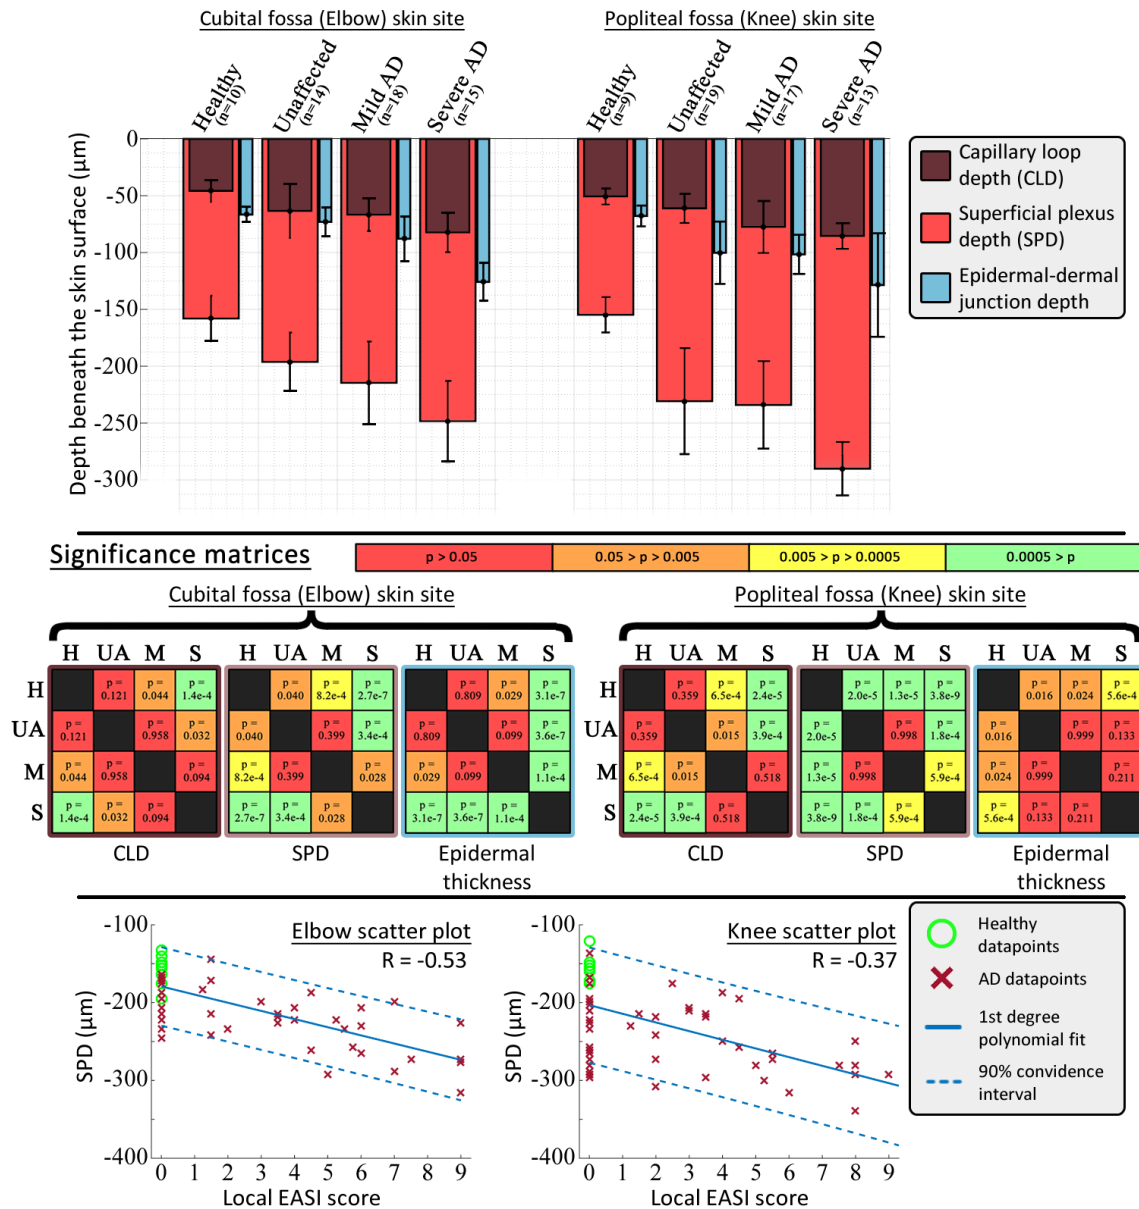 Cubital fossa (Elbow) skin site
Popliteal fossa (Knee) skin site
Healthy
(n=10)
Unaffected
(n=14)
Mild AD
(n=18)
Severe AD
(n=15)
Healthy
(n=9)
Unaffected
(n=19)
Mild AD
(n=17)
Severe AD
(n=13)
Depth beneath the skin surface (µm)
0
-50
-100
-150
-200
-250
-300
Capillary loop
depth (CLD)
Superficial plexus
depth (SPD)
Epidermal-dermal
junction depth
Significance matrices
p > 0.05
0.05 > p > 0.005
0.005 > p > 0.0005
0.0005 > p
Cubital fossa (Elbow) skin site
Popliteal fossa (Knee) skin site
H UA M S
H UA M S
H UA M S
H UA M S
H UA M S
H UA M S
H
p = 0.121 p = 0.044 p = 1.4e-4
p = 0.040 p = 8.2e-4 p = 2.7e-7
p = 0.809 p = 0.029 p = 3.1e-7
UA
p = 0.121 p = 0.958 p = 0.032
p = 0.040 p = 0.399 p = 3.4e-4
p = 0.809 p = 0.099 p = 3.6e-7
M
p = 0.044 p = 0.958 p = 0.094
p = 8.2e-4 p = 0.399 p = 0.028
p = 0.029 p = 0.099 p = 1.1e-4
S
p = 1.4e-4 p = 0.032 p = 0.094
p = 2.7e-7 p = 3.4e-4 p = 0.028
p = 3.1e-7 p = 3.6e-7 p = 1.1e-4
CLD
SPD
Epidermal
thickness
H
p = 0.359 p = 6.5e-4 p = 2.4e-5
p = 2.0e-5 p = 1.3e-5 p = 3.8e-9
p = 0.016 p = 0.024 p = 5.6e-4
UA
p = 0.359 p = 0.015 p = 3.9e-4
p = 2.0e-5 p = 0.998 p = 1.8e-4
p = 0.016 p = 0.999 p = 0.133
M
p = 6.5e-4 p = 0.015 p = 0.518
p = 1.3e-5 p = 0.998 p = 5.9e-4
p = 0.024 p = 0.999 p = 0.211
S
p = 2.4e-5 p = 3.9e-4 p = 0.518
p = 3.8e-9 p = 1.8e-4 p = 5.9e-4
p = 5.6e-4 p = 0.133 p = 0.211
CLD
SPD
Epidermal
thickness
Elbow scatter plot
R = -0.53
SPD (µm)
-100
-200
-300
-400
0 1 2 3 4 5 6 7 8 9
Local EASI score
Knee scatter plot
R = -0.37
SPD (µm)
-100
-200
-300
-400
0 1 2 3 4 5 6 7 8 9
Local EASI score
Healthy
datapoints
AD datapoints
1st degree
polynomial fit
90% convidence
interval